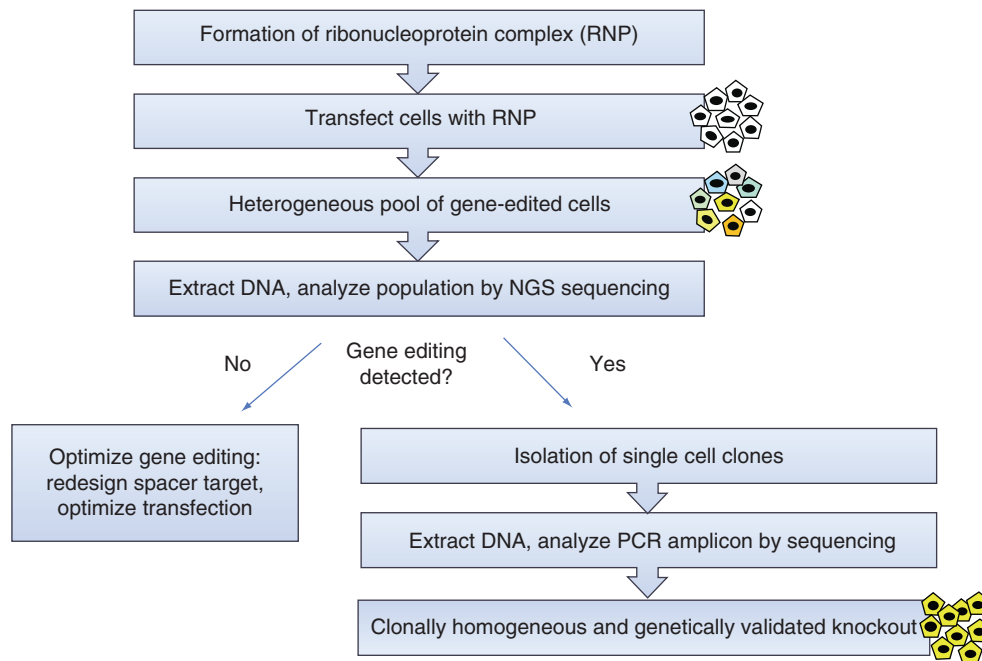 Formation of ribonucleoprotein complex (RNP)
Transfect cells with RNP
Heterogeneous pool of gene-edited cells
Extract DNA, analyze population by NGS sequencing
No
Gene editing
detected?
Yes
Optimize gene editing:
redesign spacer target,
optimize transfection
Isolation of single cell clones
Extract DNA, analyze PCR amplicon by sequencing
Clonally homogeneous and genetically validated knockout